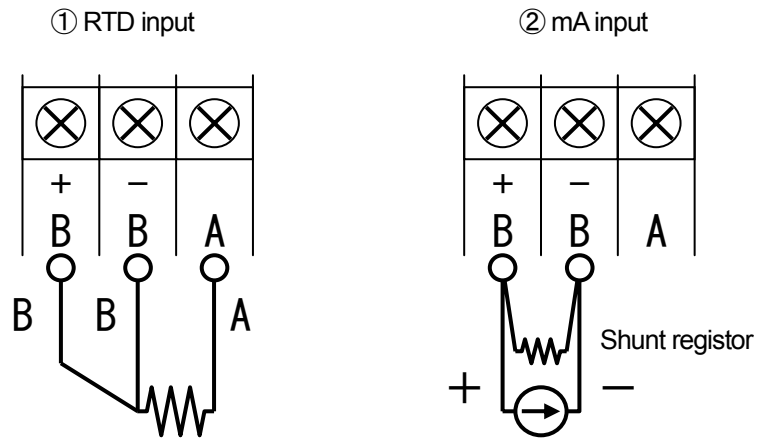 ① RTD input
+ −
B B A
B B A
② mA input
+ −
B B A
Shunt registor
+ −